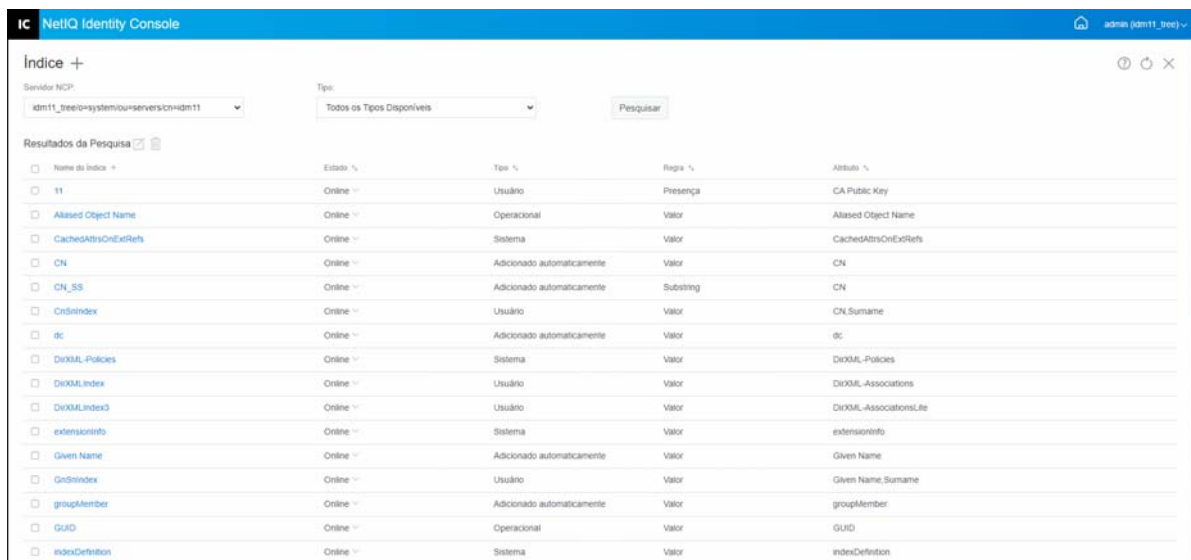 IC NetIQ Identity Console admin (idm11_tree)
Índice
Servidor NCP: Tipo:
idm11_tree/o=system/ou=servers/cn=idm11 Todos os Tipos Disponíveis Pesquisar
Resultados da Pesquisa
Nome do Índice Estado Tipo Regra Atributo
11 Online Usuário Presença CA Public Key
Aliased Object Name Online Operacional Valor Aliased Object Name
CachedAttrsOnExtRefs Online Sistema Valor CachedAttrsOnExtRefs
CN Online Adicionado automaticamente Valor CN
CN_SS Online Adicionado automaticamente Substring CN
CnSnIndex Online Usuário Valor CN,Surname
dc Online Adicionado automaticamente Valor dc
DirXML-Policies Online Sistema Valor DirXML-Policies
DirXMLIndex Online Usuário Valor DirXML-Associations
DirXMLIndex3 Online Usuário Valor DirXML-AssociationsLite
extensionInfo Online Sistema Valor extensionInfo
Given Name Online Adicionado automaticamente Valor Given Name
GnSnIndex Online Usuário Valor Given Name,Surname
groupMember Online Adicionado automaticamente Valor groupMember
GUID Online Operacional Valor GUID
indexDefinition Online Sistema Valor indexDefinition